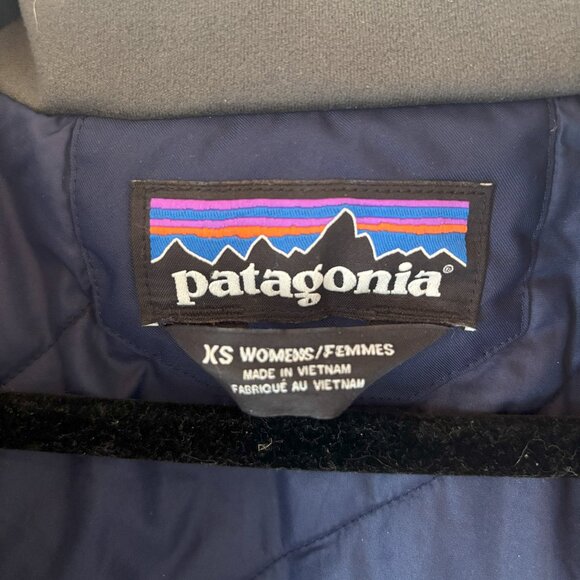 patagonia®
XS WOMENS/FEMMES
MADE IN VIETNAM
FABRIQUÉ AU VIETNAM